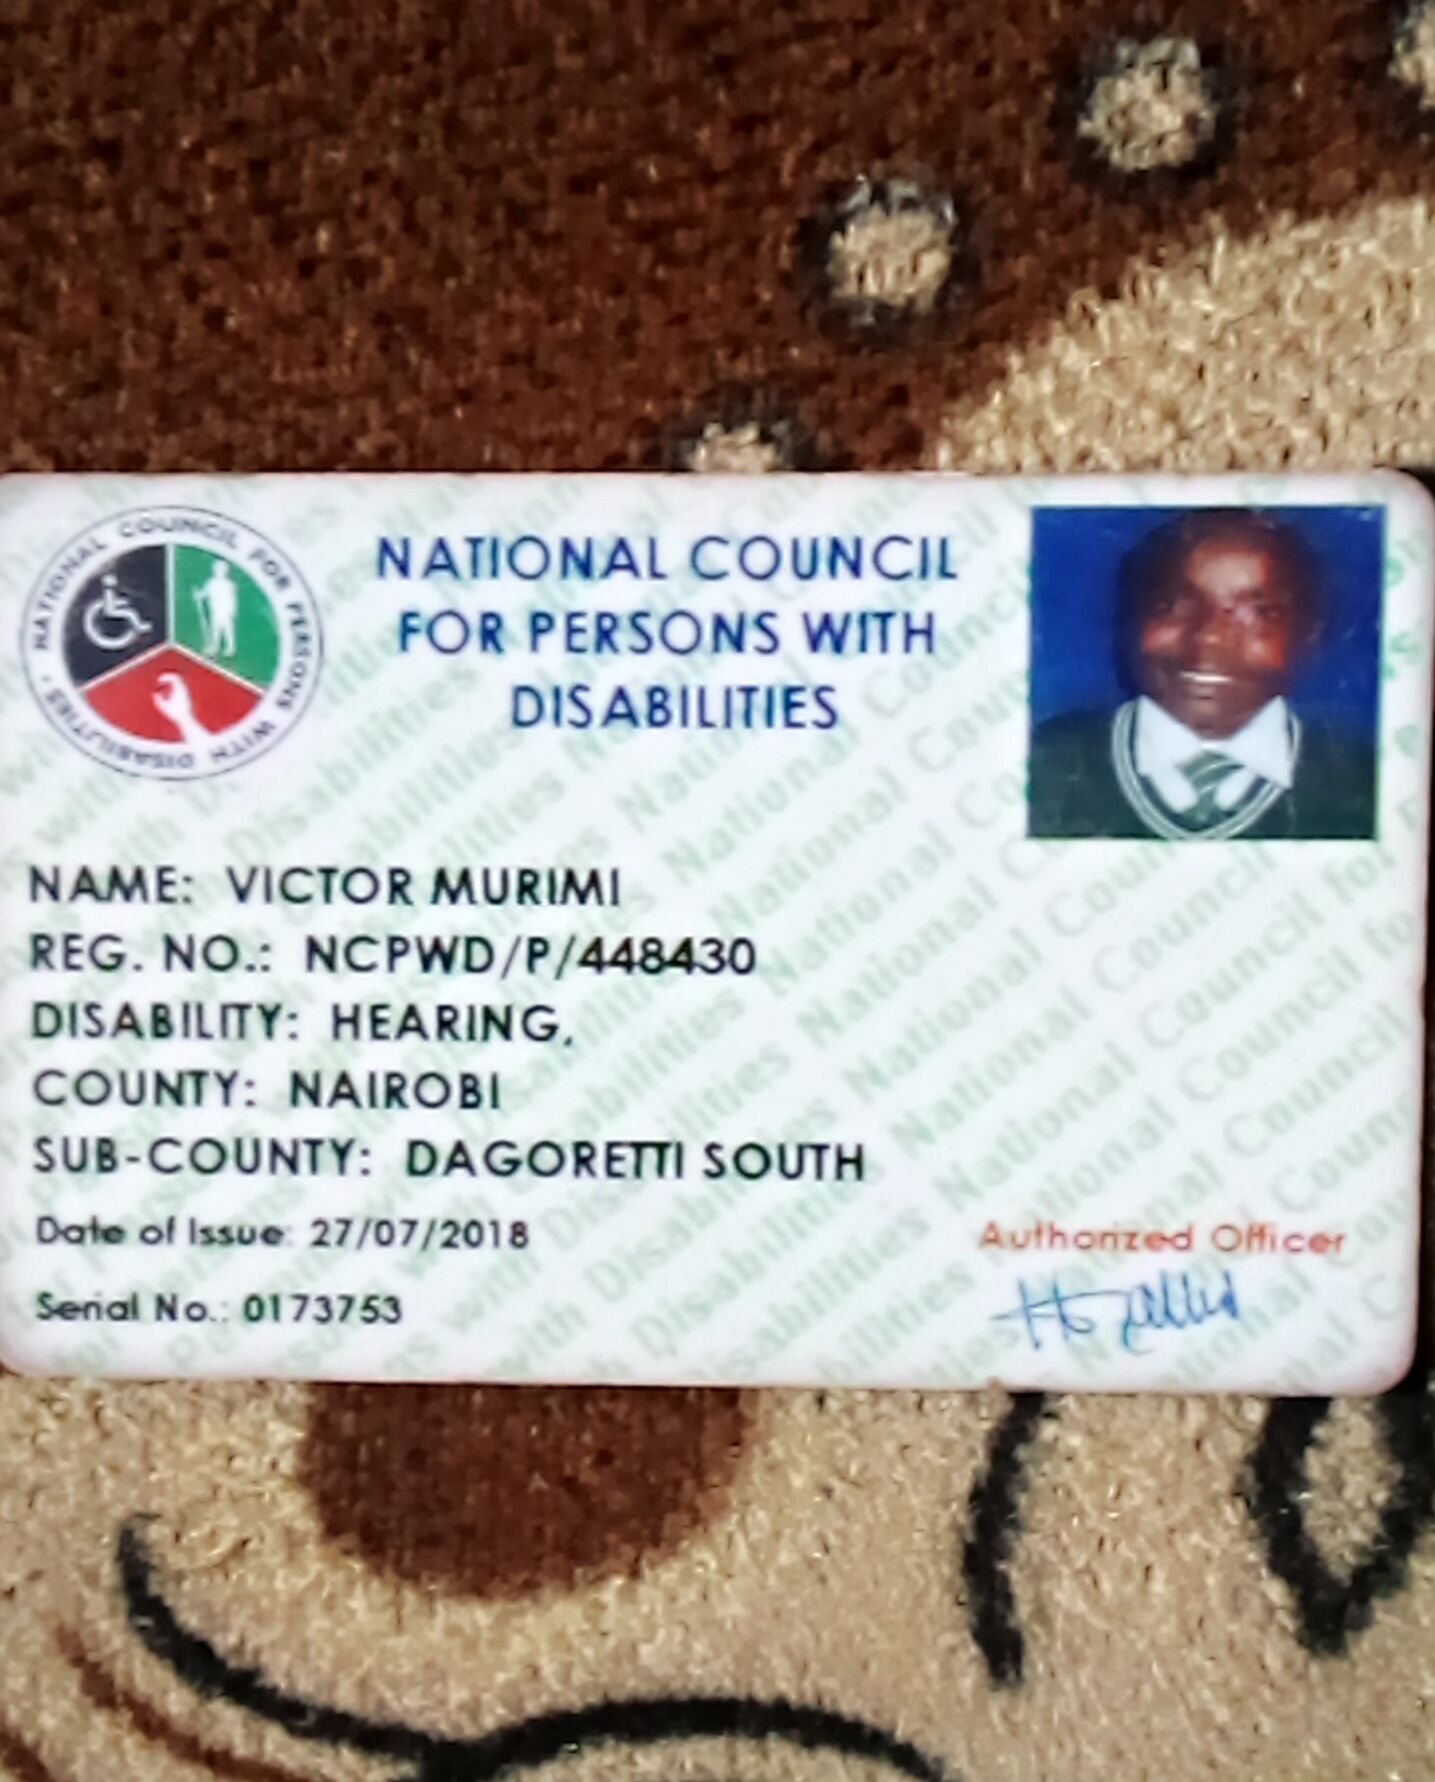 NATIONAL COUNCIL FOR PERSONS WITH DISABILITIES
NATIONAL COUNCIL
FOR PERSONS WITH
DISABILITIES
NAME: VICTOR MURIMI
REG. NO.: NCPWD/P/448430
DISABILITY: HEARING,
COUNTY: NAIROBI
SUB-COUNTY: DAGORETTI SOUTH
Date of Issue: 27/07/2018
Authorized Officer
Serial No.: 0173753